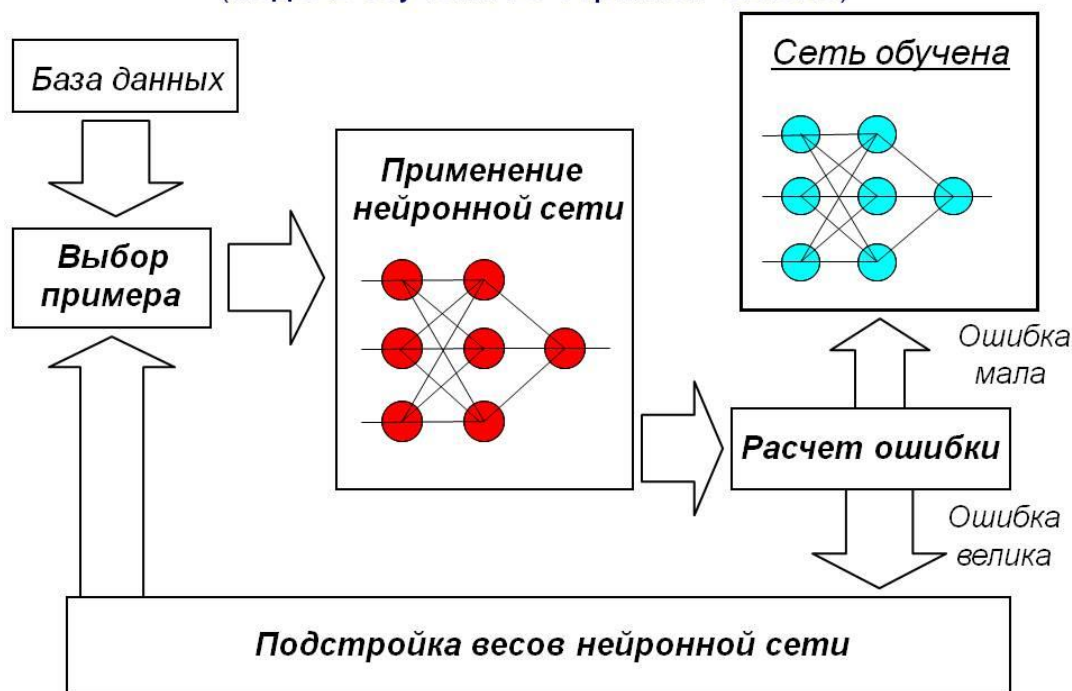 База данных
Выбор
примера
Применение
нейронной сети
Сеть обучена
Ошибка
мала
Расчет ошибки
Ошибка
велика
Подстройка весов нейронной сети